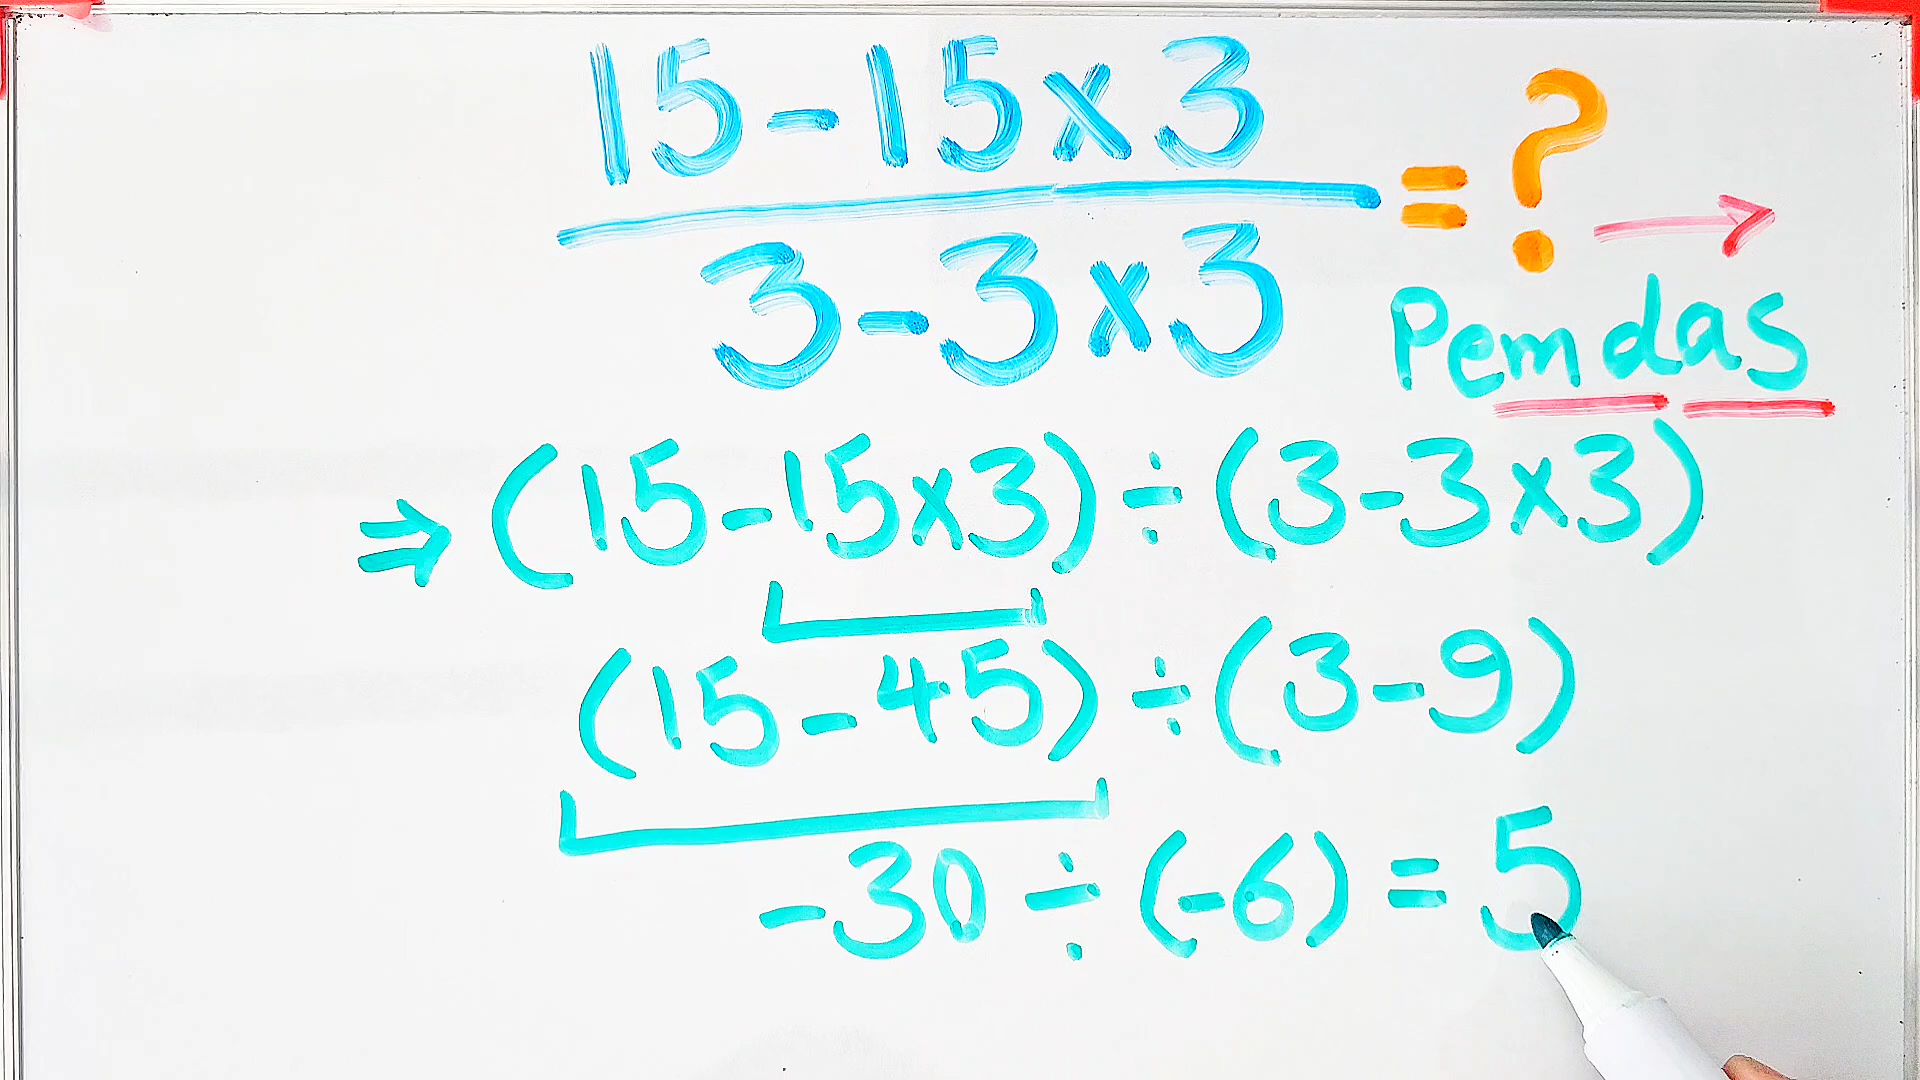 15-15x3
3-3x3
= ?
Pemdas
⇒ (15-15x3) ÷ (3-3x3)
(15-45) ÷ (3-9)
-30 ÷ (-6) = 5